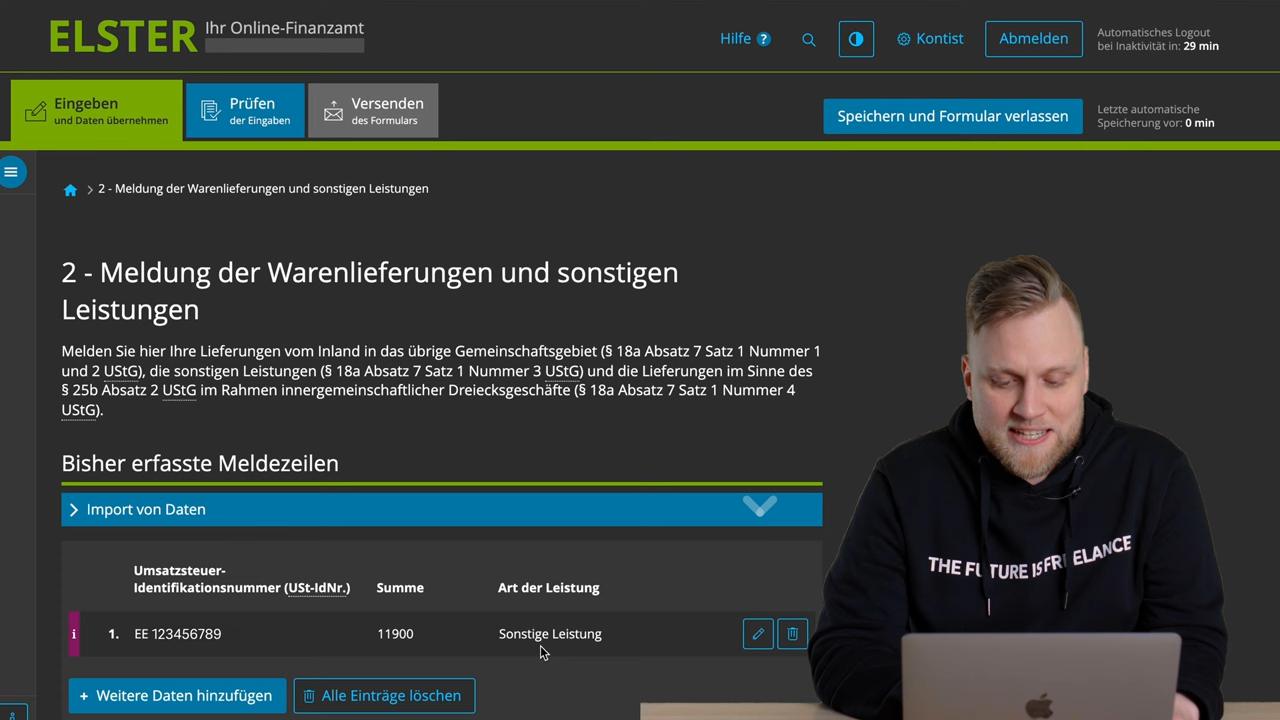 ELSTER Ihr Online-Finanzamt
Hilfe ?
Kontist
Abmelden
Automatisches Logout
bei Inaktivität in: 29 min
Eingeben
und Daten übernehmen
Prüfen
der Eingaben
Versenden
des Formulars
Speichern und Formular verlassen
Letzte automatische
Speicherung vor: 0 min
2 - Meldung der Warenlieferungen und sonstigen Leistungen
2 - Meldung der Warenlieferungen und sonstigen
Leistungen
Melden Sie hier Ihre Lieferungen vom Inland in das übrige Gemeinschaftsgebiet (§ 18a Absatz 7 Satz 1 Nummer 1
und 2 UStG), die sonstigen Leistungen (§ 18a Absatz 7 Satz 1 Nummer 3 UStG) und die Lieferungen im Sinne des
§ 25b Absatz 2 UStG im Rahmen innergemeinschaftlicher Dreiecksgeschäfte (§ 18a Absatz 7 Satz 1 Nummer 4
UStG).
Bisher erfasste Meldezeilen
Import von Daten
Umsatzsteuer-
Identifikationsnummer (USt-IdNr.) Summe Art der Leistung
i 1. EE 123456789 11900 Sonstige Leistung
+ Weitere Daten hinzufügen
Alle Einträge löschen
THE FUTURE IS FREELANCE